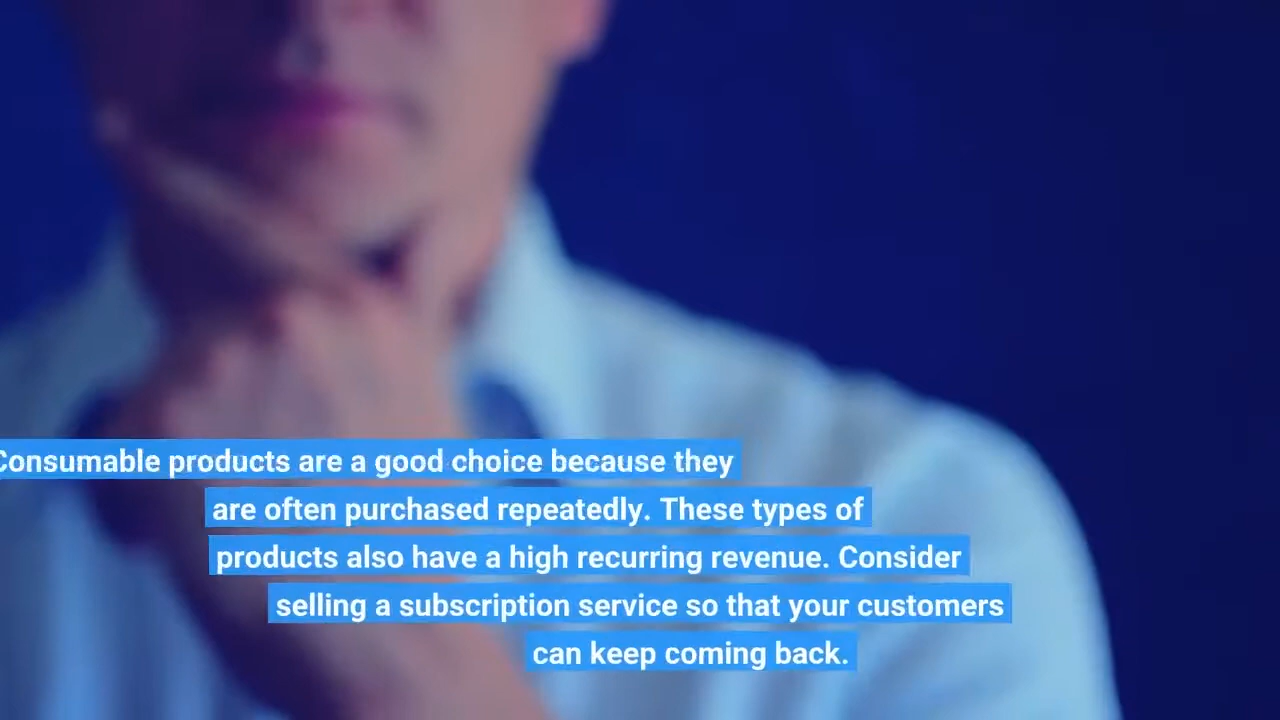 Consumable products are a good choice because they
are often purchased repeatedly. These types of
products also have a high recurring revenue. Consider
selling a subscription service so that your customers
can keep coming back.